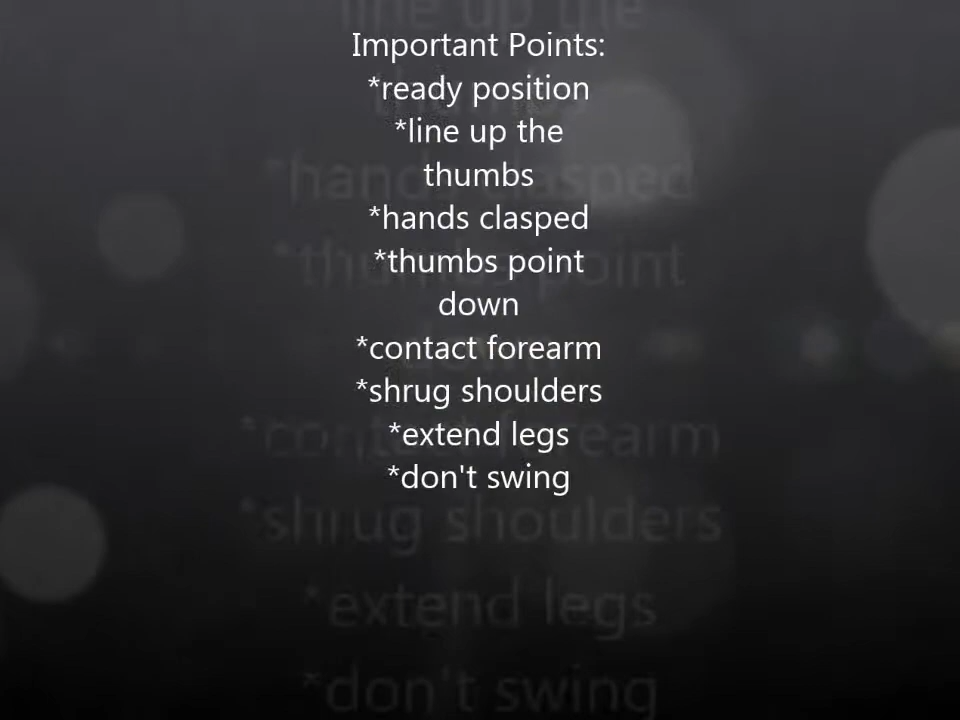 Important Points:
*ready position
*line up the
thumbs
*hands clasped
*thumbs point
down
*contact forearm
*shrug shoulders
*extend legs
*don't swing